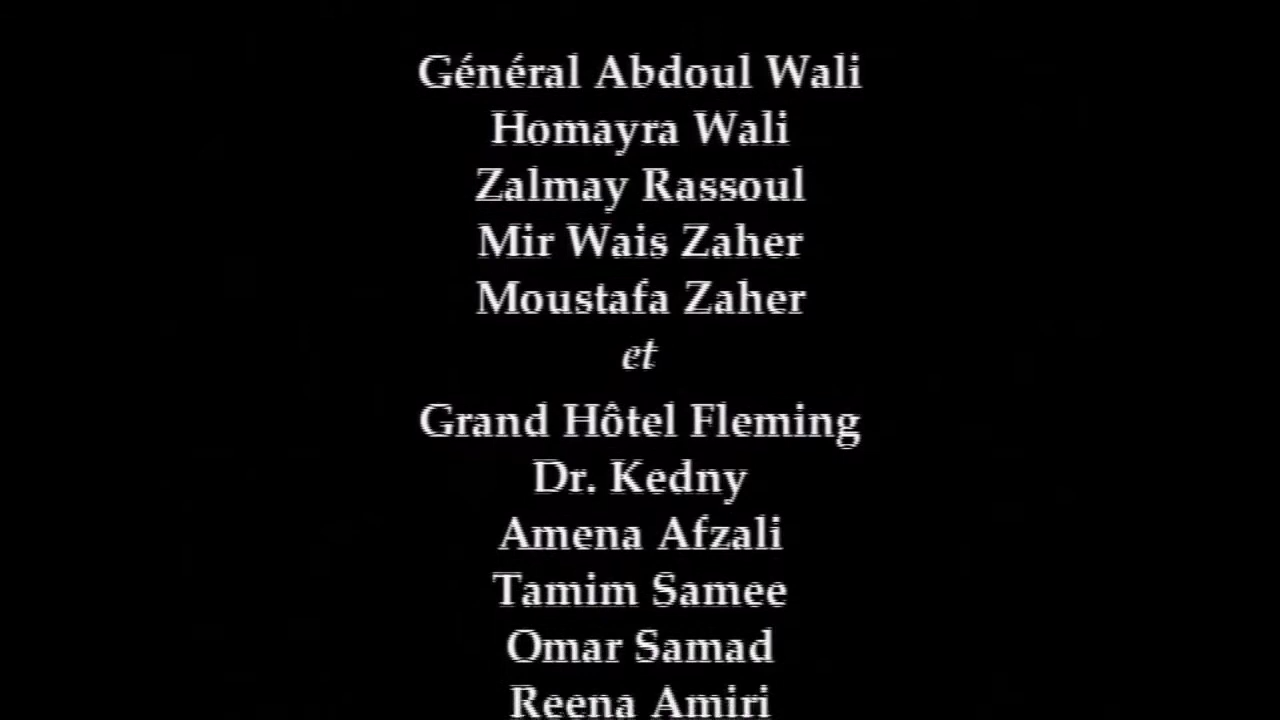 Général Abdoul Wali
Homayra Wali
Zalmay Rassoul
Mir Wais Zaher
Moustafa Zaher
et
Grand Hôtel Fleming
Dr. Kedny
Amena Afzali
Tamim Samee
Omar Samad
Reena Amiri